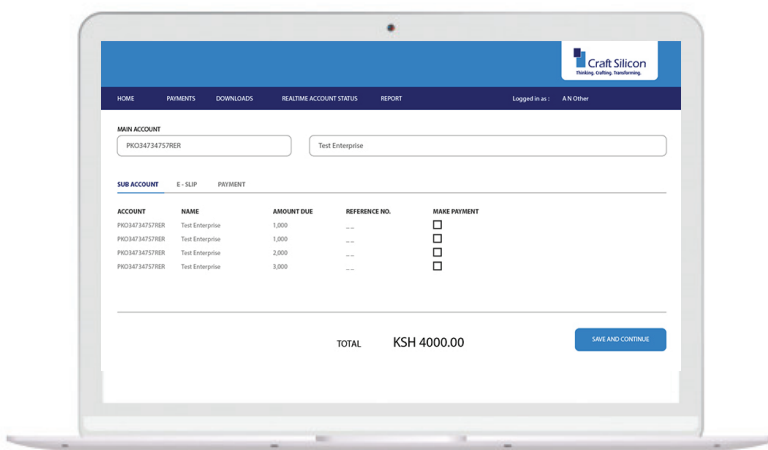 Craft Silicon
Thinking. Crafting. Transforming.
HOME PAYMENTS DOWNLOADS REALTIME ACCOUNT STATUS REPORT Logged in as : A N Other
MAIN ACCOUNT
PKO34734757RER Test Enterprise
SUB ACCOUNT E - SLIP PAYMENT
ACCOUNT NAME AMOUNT DUE REFERENCE NO. MAKE PAYMENT
PKO34734757RER Test Enterprise 1,000 _ _
PKO34734757RER Test Enterprise 1,000 _ _
PKO34734757RER Test Enterprise 2,000 _ _
PKO34734757RER Test Enterprise 3,000 _ _
TOTAL KSH 4000.00 SAVE AND CONTINUE